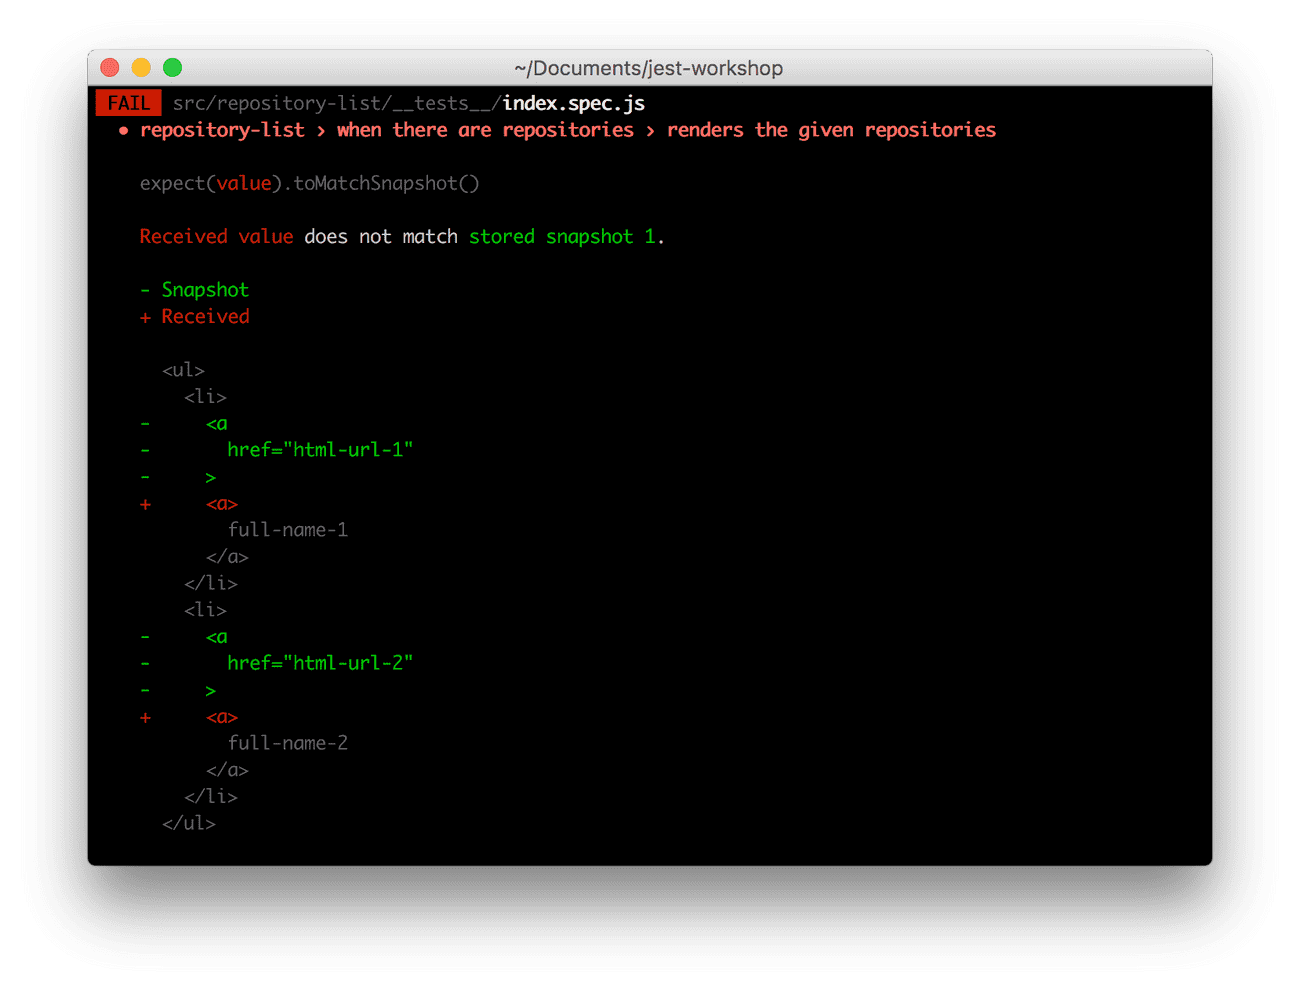 ~/Documents/jest-workshop
FAIL src/repository-list/__tests__/index.spec.js
● repository-list › when there are repositories › renders the given repositories
expect(value).toMatchSnapshot()
Received value does not match stored snapshot 1.
- Snapshot
+ Received
<ul>
<li>
- <a
- href="html-url-1"
- >
+ <a>
full-name-1
</a>
</li>
<li>
- <a
- href="html-url-2"
- >
+ <a>
full-name-2
</a>
</li>
</ul>